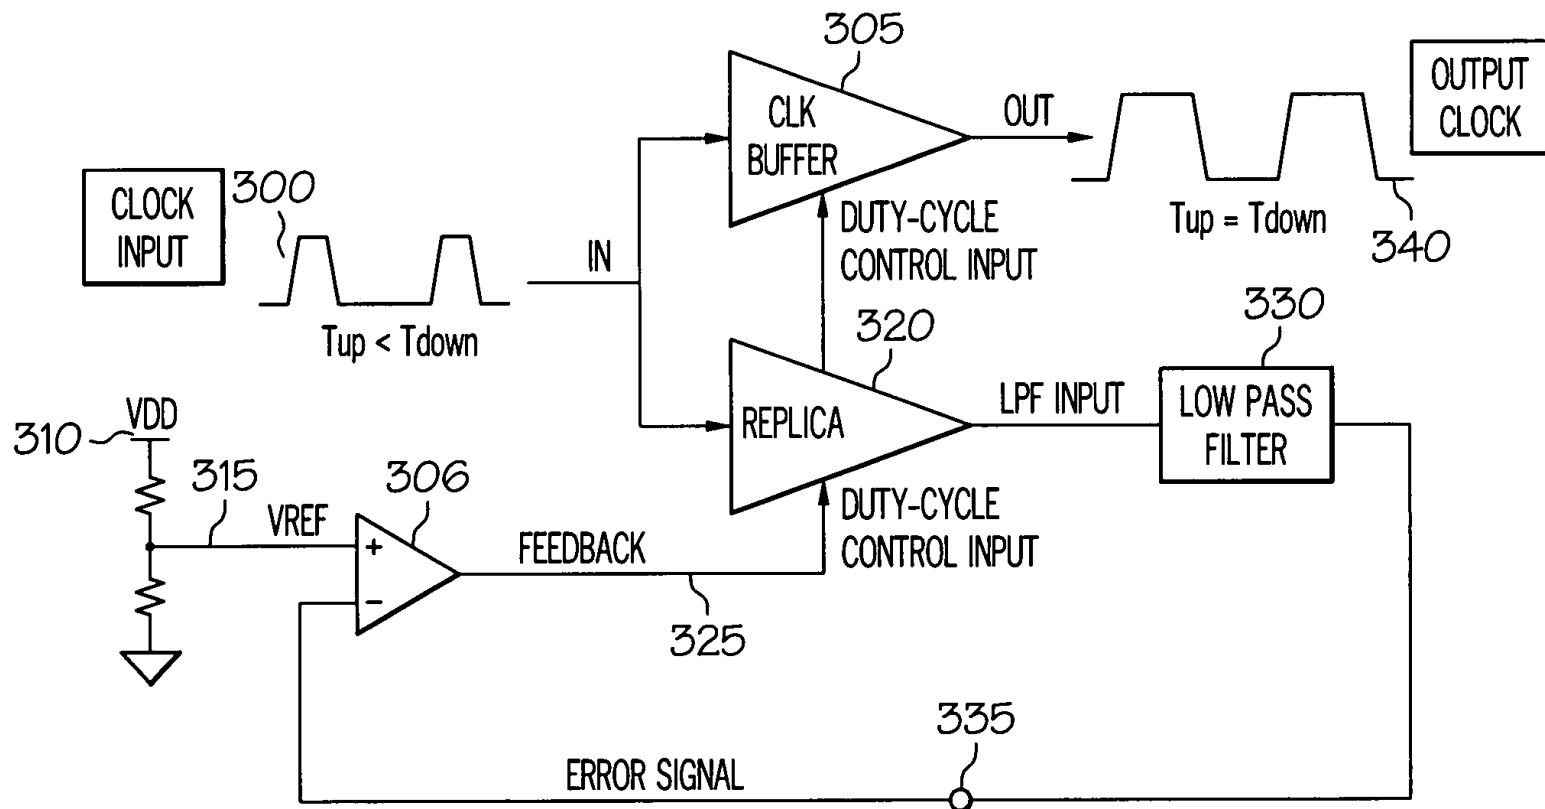 305
CLK
BUFFER
OUT
OUTPUT
CLOCK
CLOCK
INPUT
300
IN
Tup < Tdown
DUTY-CYCLE
CONTROL INPUT
Tup = Tdown
340
320
330
REPLICA
LPF INPUT
LOW PASS
FILTER
VDD
310
315
306
VREF
+
-
FEEDBACK
325
DUTY-CYCLE
CONTROL INPUT
335
ERROR SIGNAL